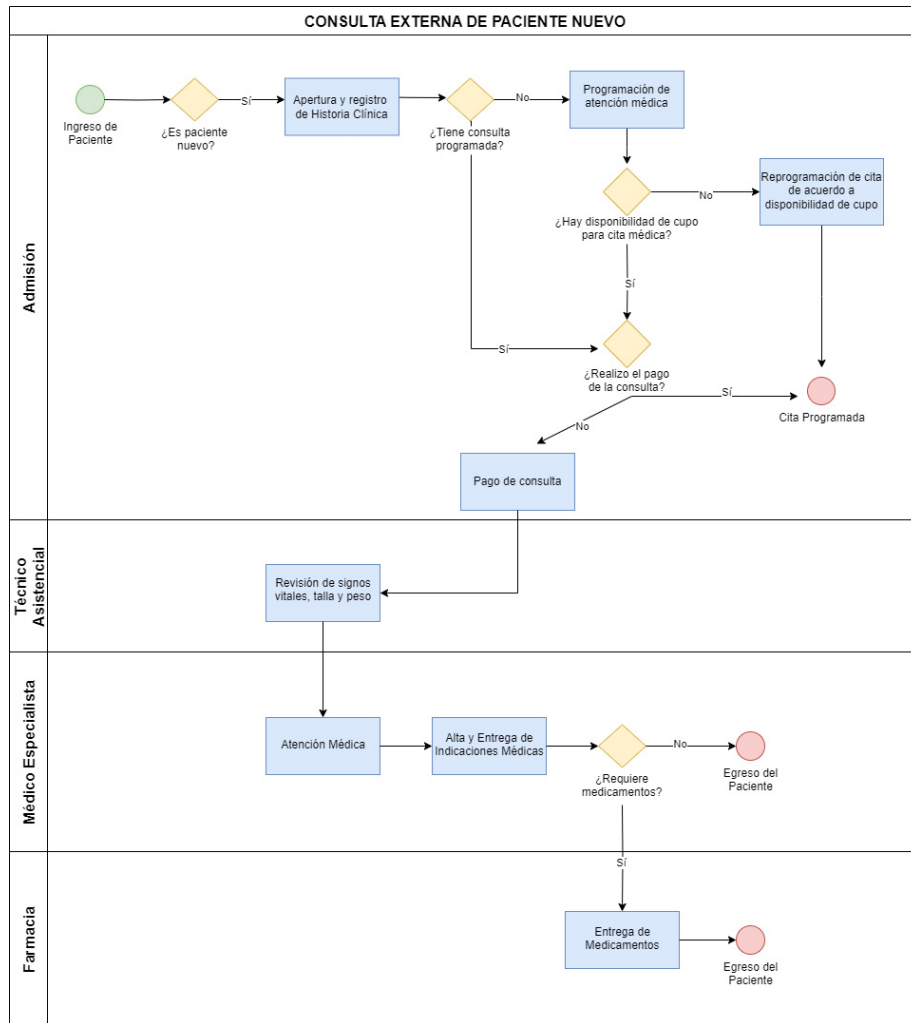 CONSULTA EXTERNA DE PACIENTE NUEVO
Admisión
Ingreso de
Paciente
¿Es paciente
nuevo?
Sí
Apertura y registro
de Historia Clínica
¿Tiene consulta
programada?
No
Programación de
atención médica
¿Hay disponibilidad de cupo
para cita médica?
No
Reprogramación de cita
de acuerdo a
disponibilidad de cupo
Sí
Sí
¿Realizo el pago
de la consulta?
Sí
Cita Programada
No
Pago de consulta
Técnico
Asistencial
Revisión de signos
vitales, talla y peso
Médico Especialista
Atención Médica
Alta y Entrega de
Indicaciones Médicas
¿Requiere
medicamentos?
No
Egreso del
Paciente
Sí
Farmacia
Entrega de
Medicamentos
Egreso del
Paciente